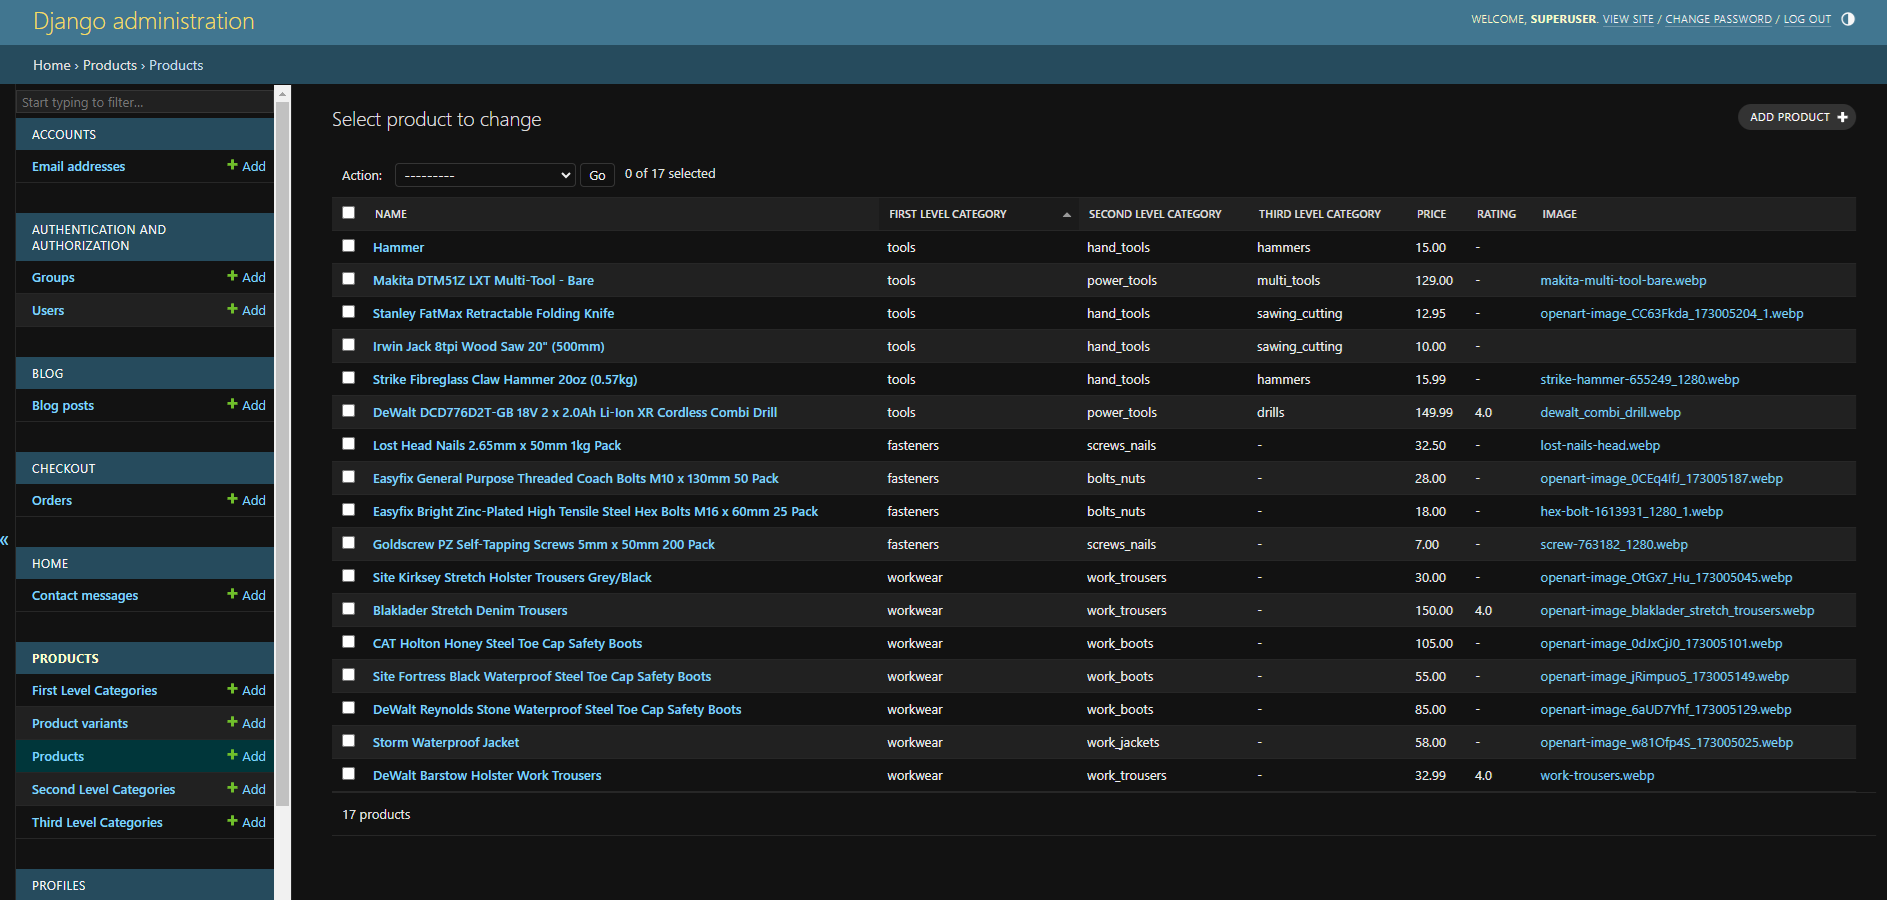 Django administration
WELCOME, SUPERUSER. VIEW SITE / CHANGE PASSWORD / LOG OUT
Home › Products › Products
Start typing to filter...
ACCOUNTS
Email addresses + Add
AUTHENTICATION AND
AUTHORIZATION
Groups + Add
Users + Add
BLOG
Blog posts + Add
CHECKOUT
Orders + Add
«
HOME
Contact messages + Add
PRODUCTS
First Level Categories + Add
Product variants + Add
Products + Add
Second Level Categories + Add
Third Level Categories + Add
PROFILES
Select product to change
ADD PRODUCT +
Action: --------- Go 0 of 17 selected
NAME FIRST LEVEL CATEGORY SECOND LEVEL CATEGORY THIRD LEVEL CATEGORY PRICE RATING IMAGE
Hammer tools hand_tools hammers 15.00 -
Makita DTM51Z LXT Multi-Tool - Bare tools power_tools multi_tools 129.00 - makita-multi-tool-bare.webp
Stanley FatMax Retractable Folding Knife tools hand_tools sawing_cutting 12.95 - openart-image_CC63Fkda_173005204_1.webp
Irwin Jack 8tpi Wood Saw 20" (500mm) tools hand_tools sawing_cutting 10.00 -
Strike Fibreglass Claw Hammer 20oz (0.57kg) tools hand_tools hammers 15.99 - strike-hammer-655249_1280.webp
DeWalt DCD776D2T-GB 18V 2 x 2.0Ah Li-Ion XR Cordless Combi Drill tools power_tools drills 149.99 4.0 dewalt_combi_drill.webp
Lost Head Nails 2.65mm x 50mm 1kg Pack fasteners screws_nails - 32.50 - lost-nails-head.webp
Easyfix General Purpose Threaded Coach Bolts M10 x 130mm 50 Pack fasteners bolts_nuts - 28.00 - openart-image_0CEq4IfJ_173005187.webp
Easyfix Bright Zinc-Plated High Tensile Steel Hex Bolts M16 x 60mm 25 Pack fasteners bolts_nuts - 18.00 - hex-bolt-1613931_1280_1.webp
Goldscrew PZ Self-Tapping Screws 5mm x 50mm 200 Pack fasteners screws_nails - 7.00 - screw-763182_1280.webp
Site Kirksey Stretch Holster Trousers Grey/Black workwear work_trousers - 30.00 - openart-image_OtGx7_Hu_173005045.webp
Blaklader Stretch Denim Trousers workwear work_trousers - 150.00 4.0 openart-image_blaklader_stretch_trousers.webp
CAT Holton Honey Steel Toe Cap Safety Boots workwear work_boots - 105.00 - openart-image_0dJxCjJ0_173005101.webp
Site Fortress Black Waterproof Steel Toe Cap Safety Boots workwear work_boots - 55.00 - openart-image_jRimpuo5_173005149.webp
DeWalt Reynolds Stone Waterproof Steel Toe Cap Safety Boots workwear work_boots - 85.00 - openart-image_6aUD7Yhf_173005129.webp
Storm Waterproof Jacket workwear work_jackets - 58.00 - openart-image_w81Ofp4S_173005025.webp
DeWalt Barstow Holster Work Trousers workwear work_trousers - 32.99 4.0 work-trousers.webp
17 products